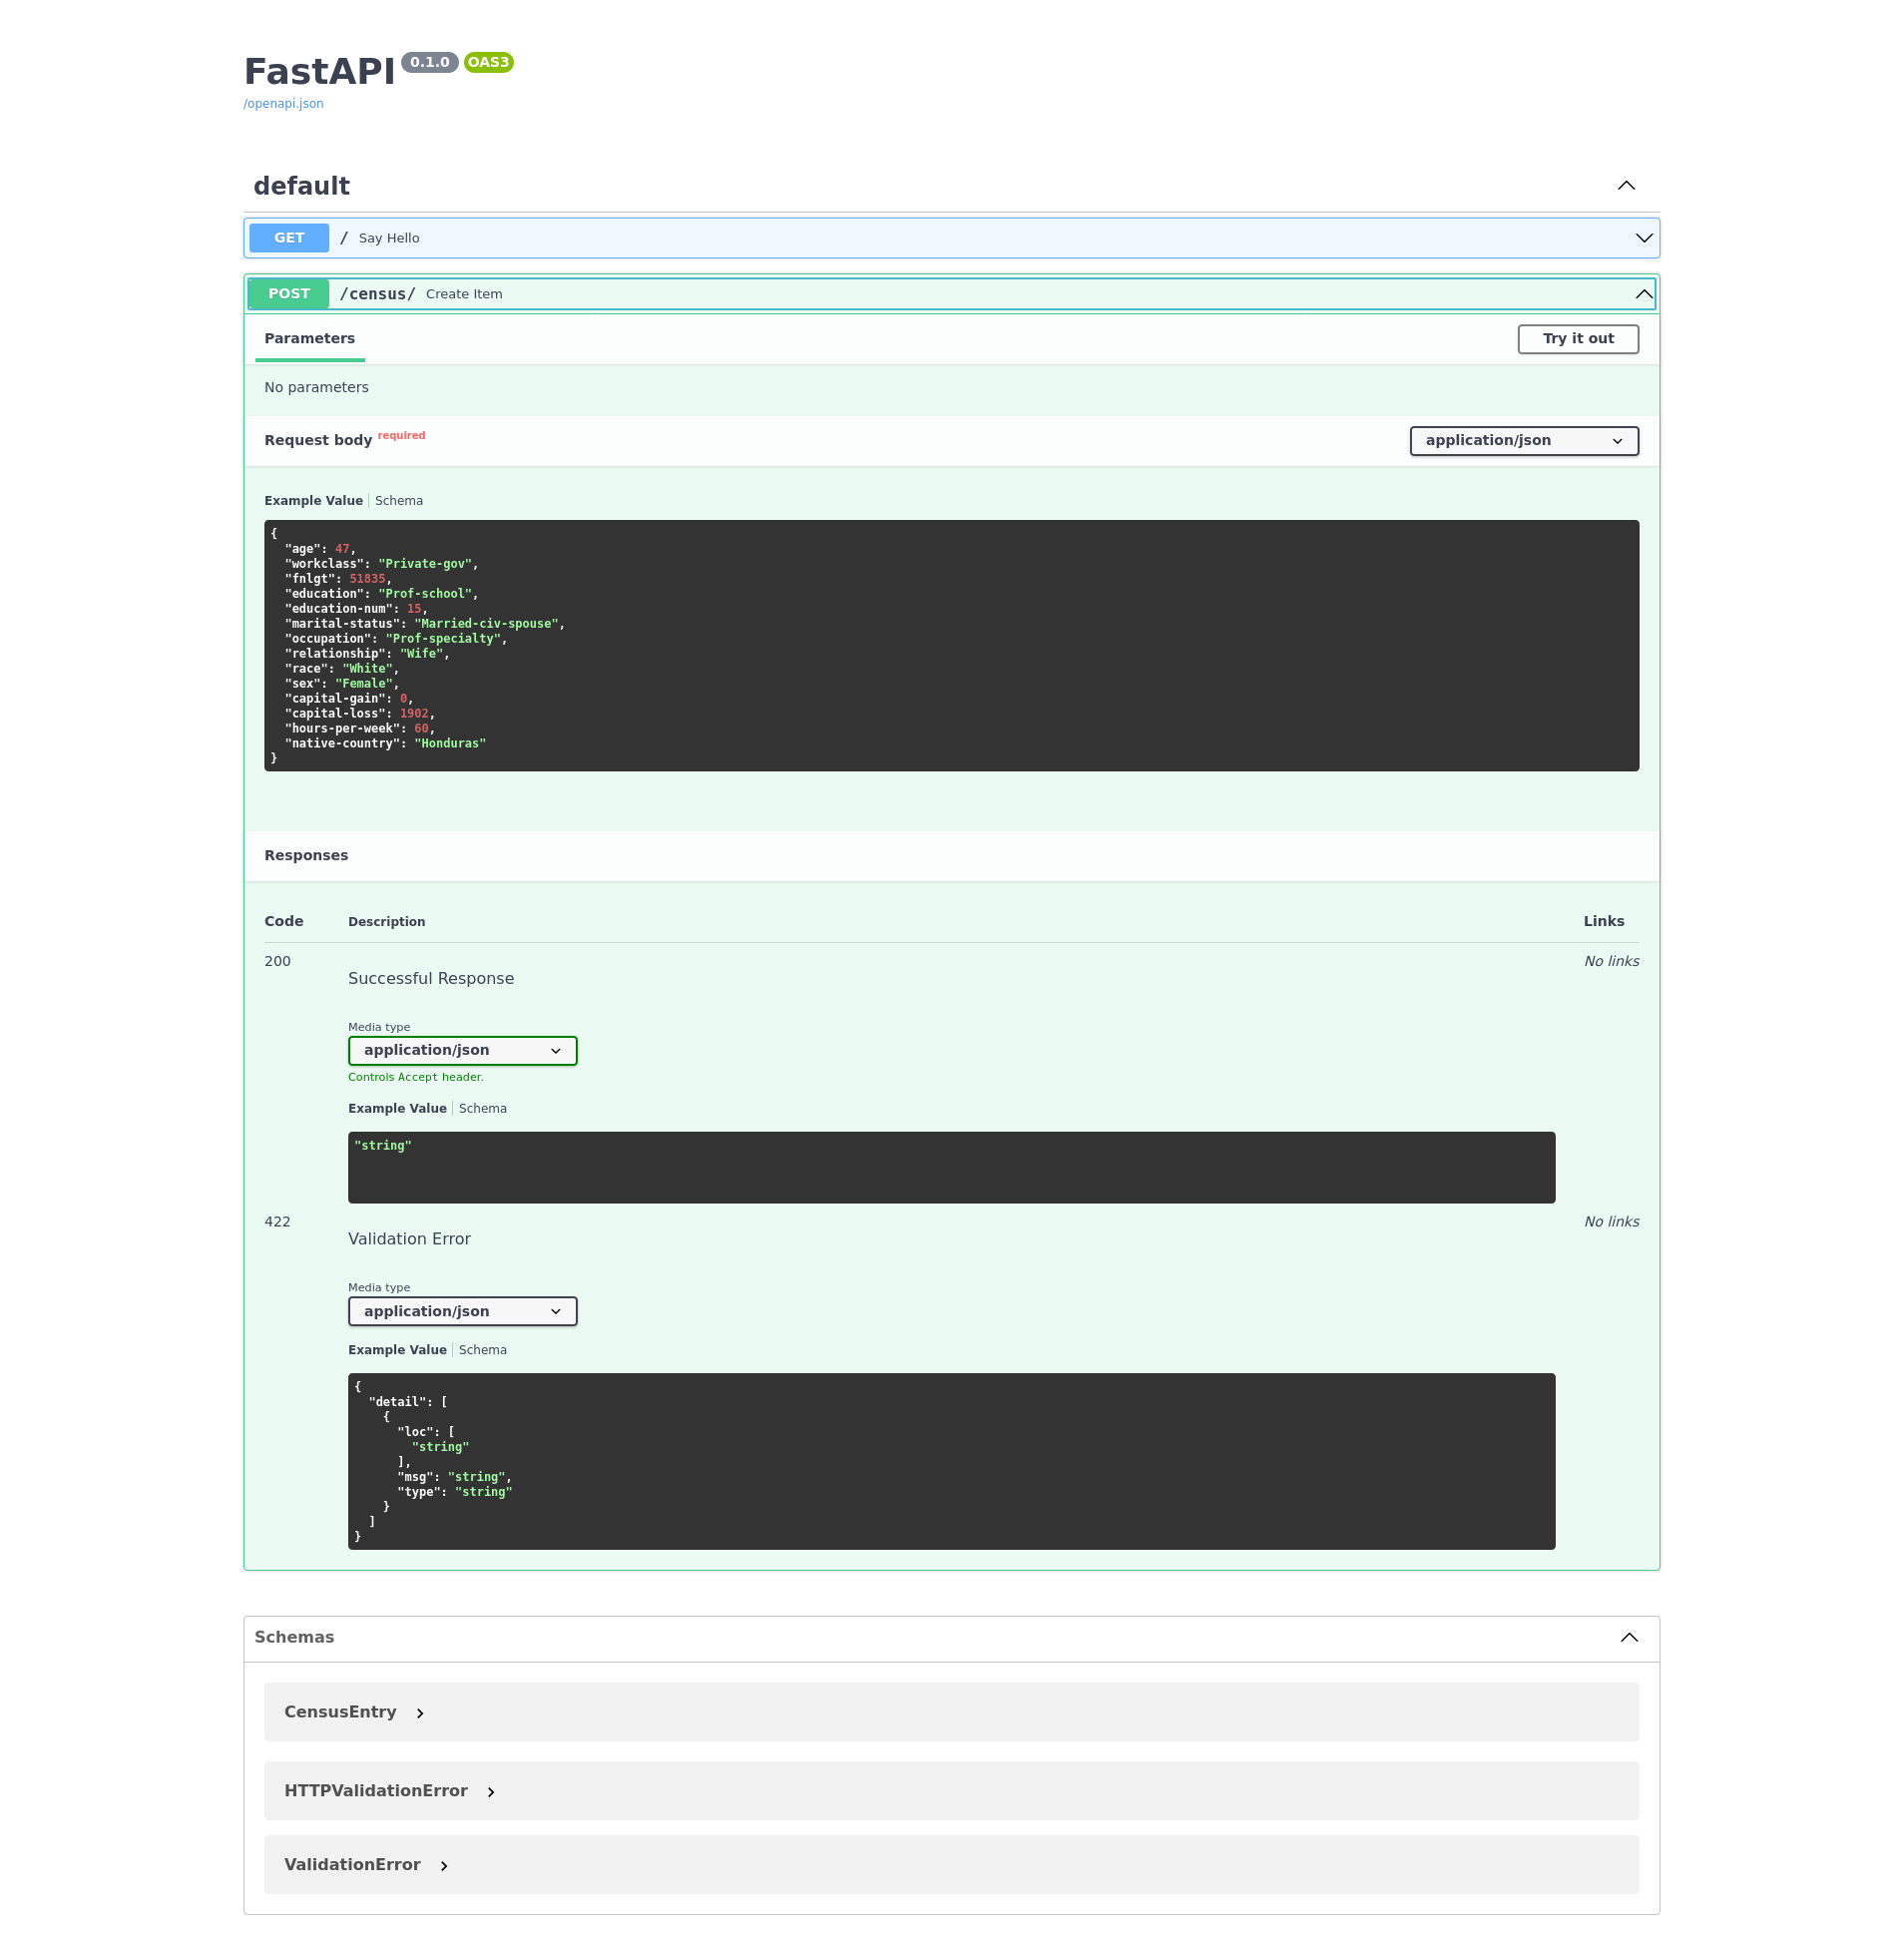 FastAPI 0.1.0 OAS3
/openapi.json
default
GET / Say Hello
POST /census/ Create Item
Parameters Try it out
No parameters
Request body required application/json
Example Value Schema
{
  "age": 47,
  "workclass": "Private-gov",
  "fnlgt": 51835,
  "education": "Prof-school",
  "education-num": 15,
  "marital-status": "Married-civ-spouse",
  "occupation": "Prof-specialty",
  "relationship": "Wife",
  "race": "White",
  "sex": "Female",
  "capital-gain": 0,
  "capital-loss": 1902,
  "hours-per-week": 60,
  "native-country": "Honduras"
}
Responses
Code Description Links
200 No links
Successful Response
Media type
application/json
Controls Accept header.
Example Value Schema
"string"
422 No links
Validation Error
Media type
application/json
Example Value Schema
{
  "detail": [
    {
      "loc": [
        "string"
      ],
      "msg": "string",
      "type": "string"
    }
  ]
}
Schemas
CensusEntry
HTTPValidationError
ValidationError